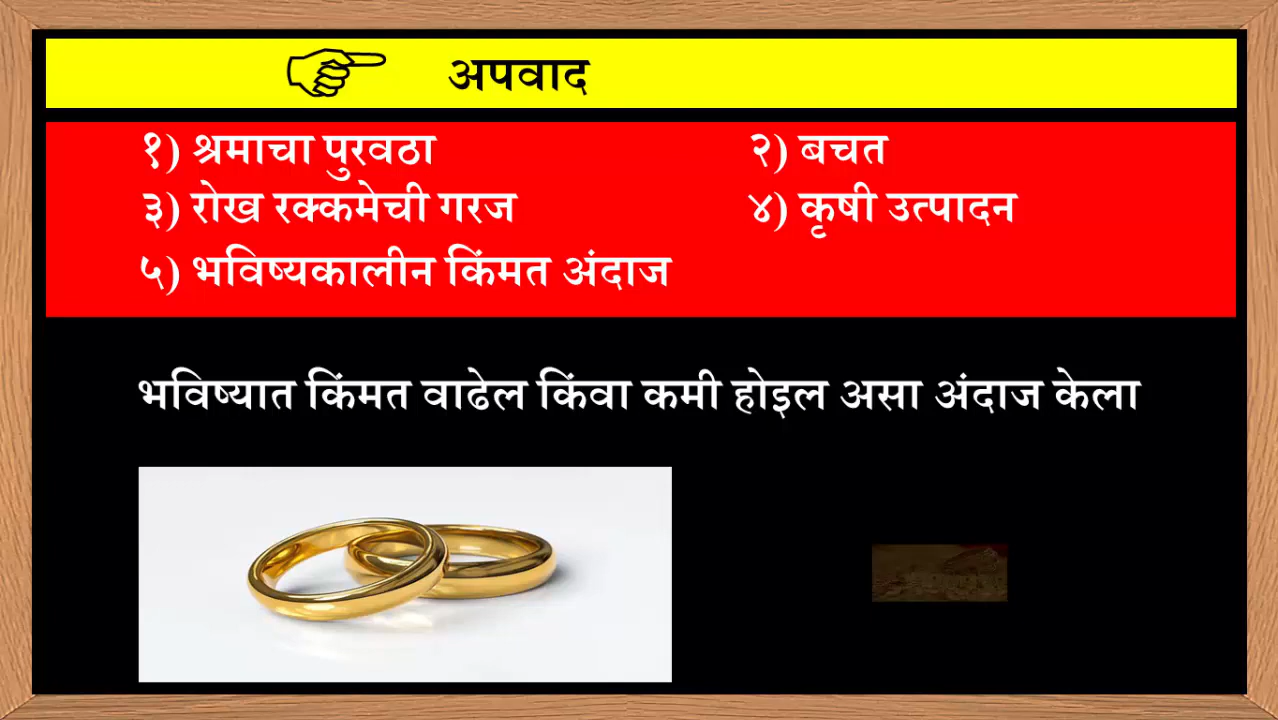 अपवाद
१) श्रमाचा पुरवठा २) बचत
३) रोख रक्कमेची गरज ४) कृषी उत्पादन
५) भविष्यकालीन किंमत अंदाज
भविष्यात किंमत वाढेल किंवा कमी होइल असा अंदाज केला